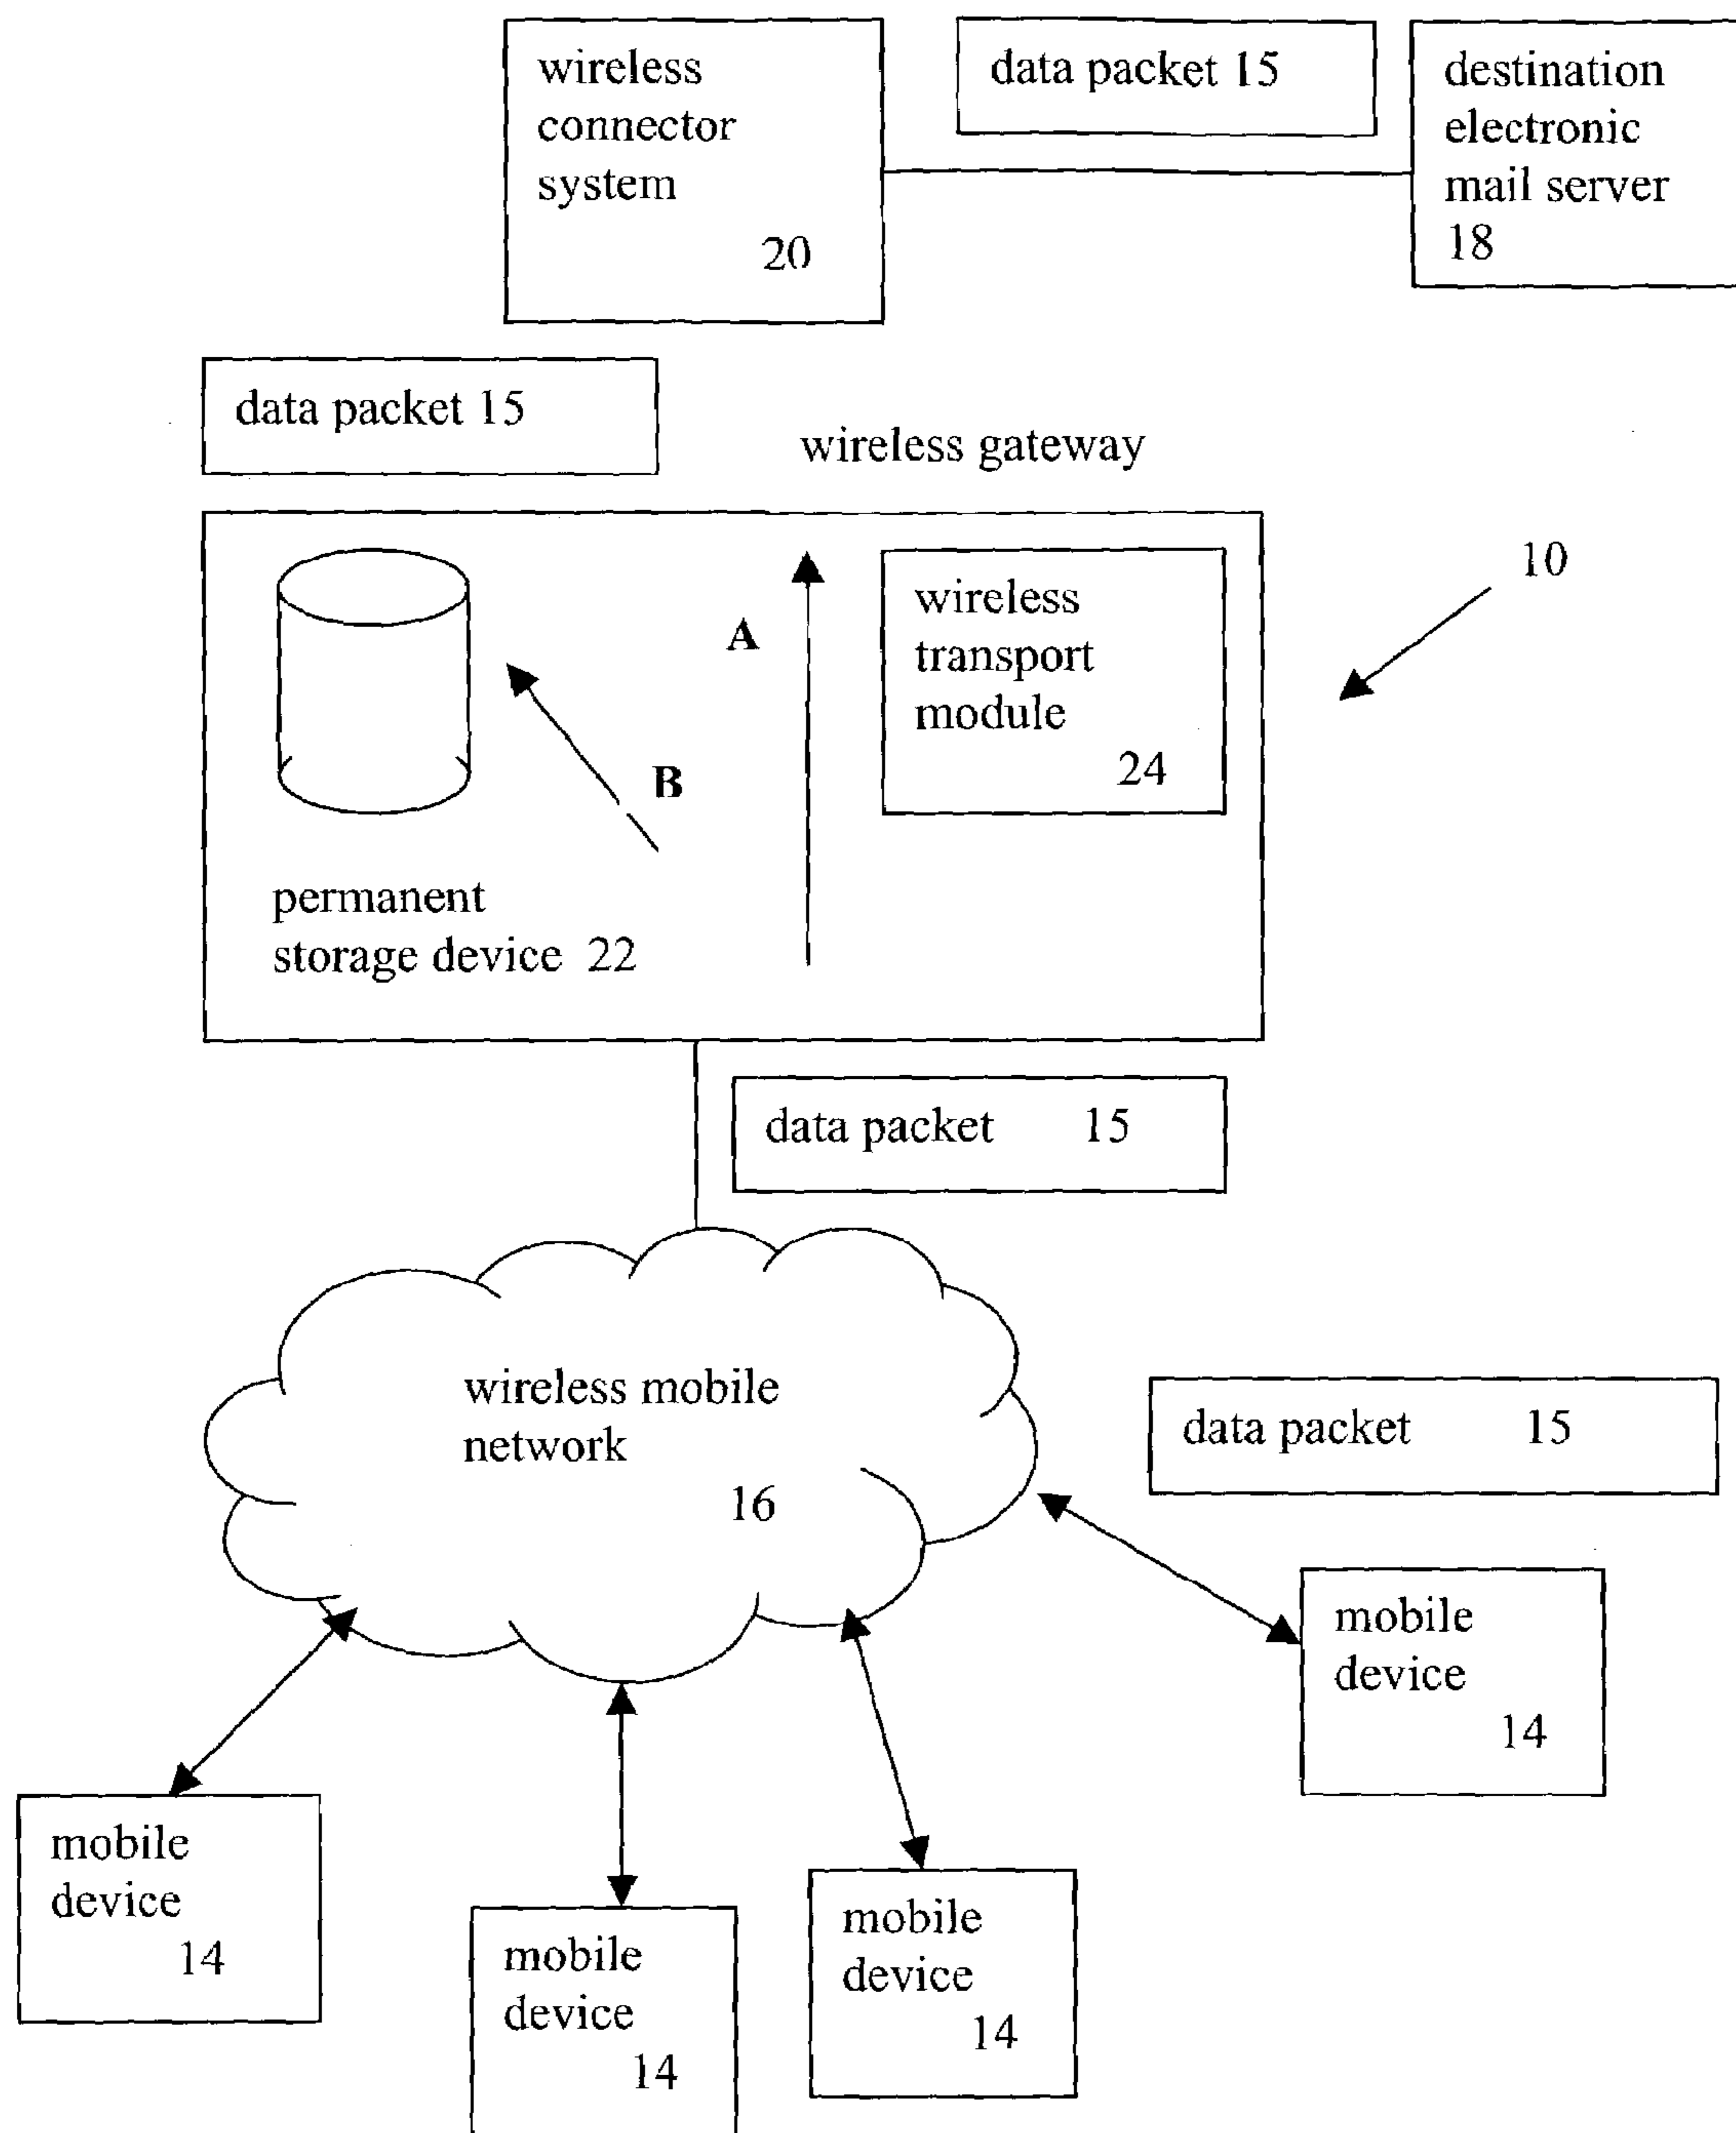 wireless
connector
system
20
data packet 15
destination
electronic
mail server
18
data packet 15
wireless gateway
10
A
wireless
transport
module
24
B
permanent
storage device 22
data packet 15
wireless mobile
network
16
data packet 15
mobile
device
14
mobile
device
14
mobile
device
14
mobile
device
14